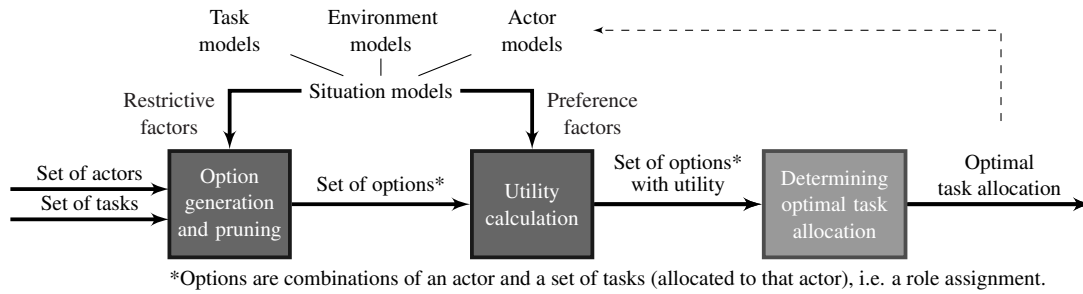 Task
models
Environment
models
Actor
models
Situation models
Restrictive
factors
Preference
factors
Set of actors
Set of tasks
Option
generation
and pruning
Set of options*
Utility
calculation
Set of options*
with utility
Determining
optimal task
allocation
Optimal
task allocation
*Options are combinations of an actor and a set of tasks (allocated to that actor), i.e. a role assignment.